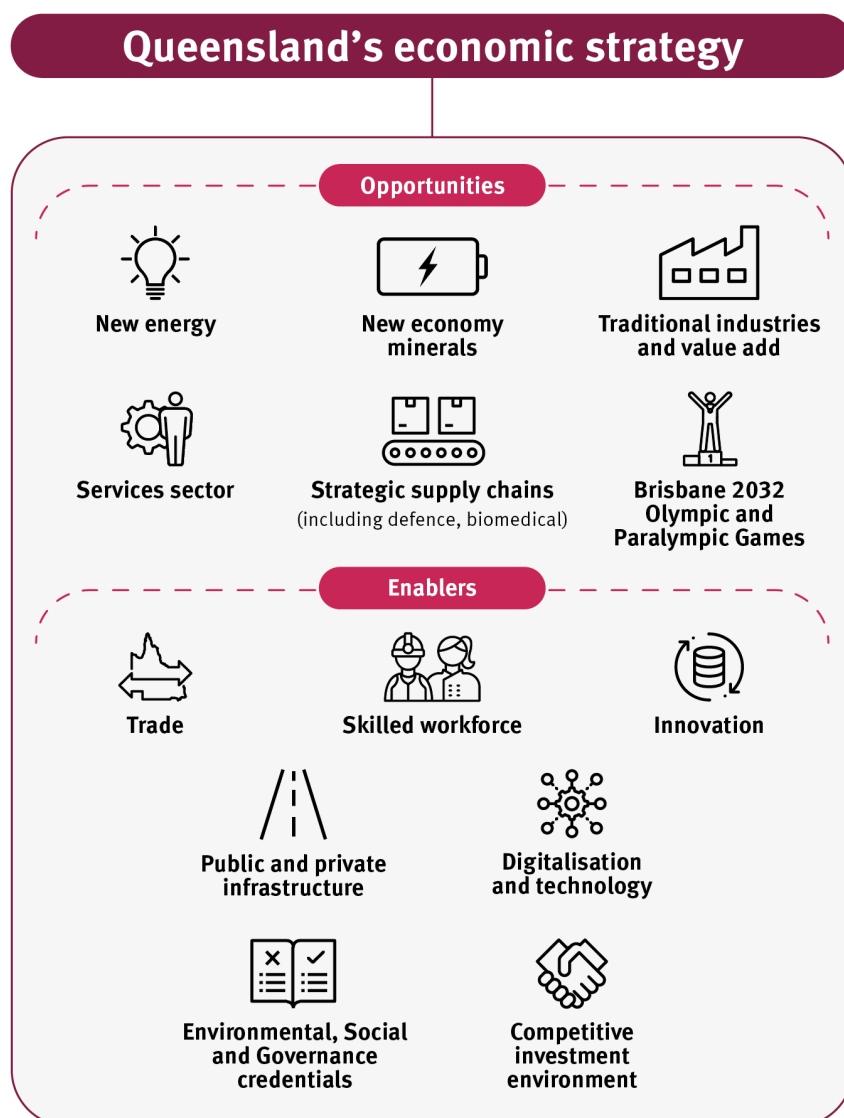 Queensland's economic strategy
Opportunities
New energy
New economy
minerals
Traditional industries
and value add
Services sector
Strategic supply chains
(including defence, biomedical)
1
Brisbane 2032
Olympic and
Paralympic Games
Enablers
Trade
Skilled workforce
Innovation
Public and private
infrastructure
Digitalisation
and technology
Environmental, Social
and Governance
credentials
Competitive
investment
environment